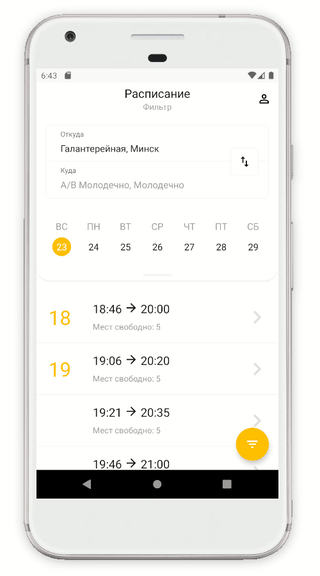 6:43
Расписание
Фильтр
Откуда
Галантерейная, Минск
Куда
А/В Молодечно, Молодечно
ВС ПН ВТ СР ЧТ ПТ СБ
23 24 25 26 27 28 29
18 18:46 → 20:00
Мест свободно: 5
19 19:06 → 20:20
Мест свободно: 5
19:21 → 20:35
Мест свободно: 5
19:46 → 21:00